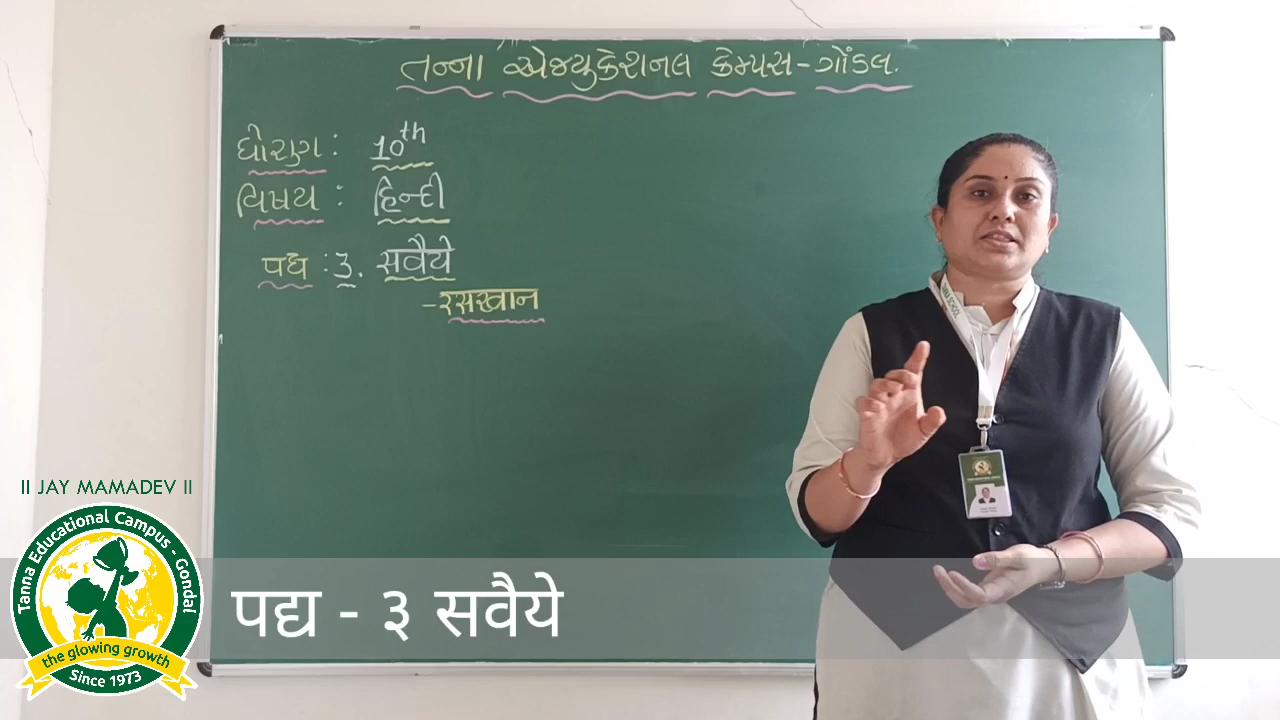 તન્ના એજ્યુકેશનલ કેમ્પસ-ગોંડલ.
ધોરણ : 10th
વિષય : हिन्दी
पद्य : ३. सवैये
- रसखान
II JAY MAMADEV II
Tanna Educational Campus - Gondal
the glowing growth
Since 1973
पद्य - ३ सवैये